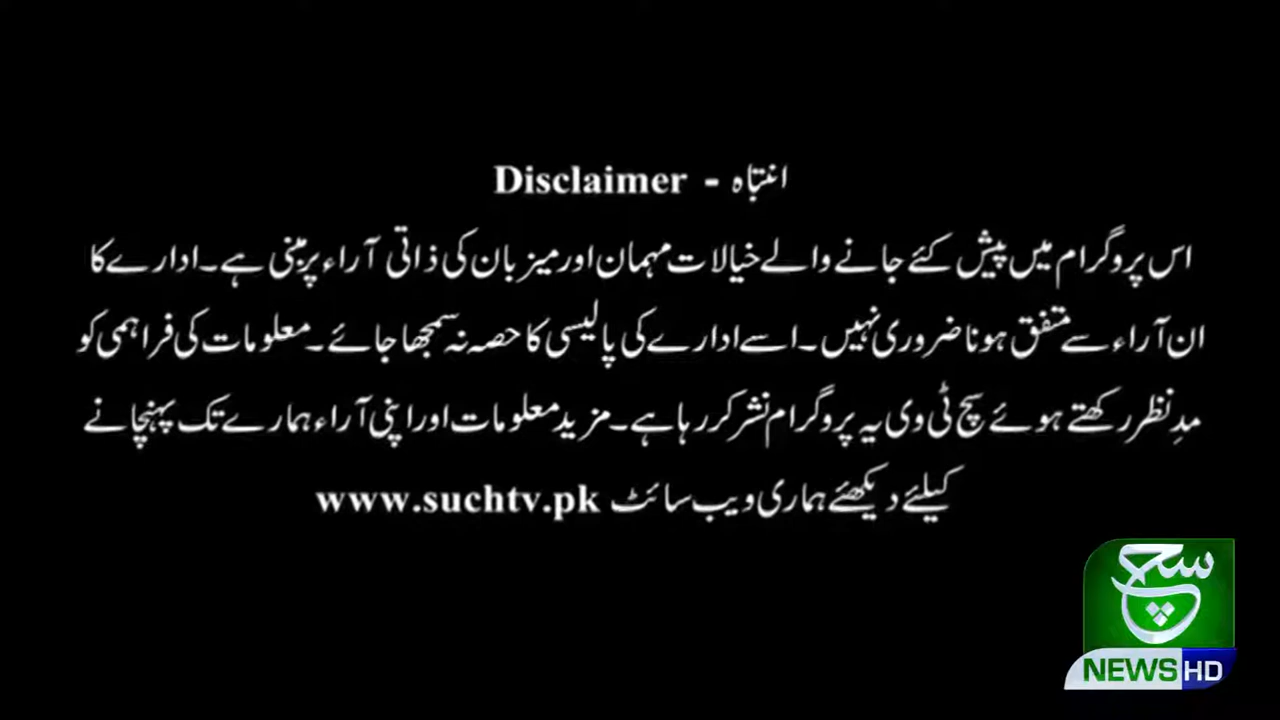 انتباہ - Disclaimer
اس پروگرام میں پیش کئے جانے والے خیالات مہمان اور میزبان کی ذاتی آراء پر مبنی ہے۔ ادارے کا
ان آراء سے متفق ہونا ضروری نہیں۔ اسے ادارے کی پالیسی کا حصہ نہ سمجھا جائے۔ معلومات کی فراہمی کو
مدِنظر رکھتے ہوئے سچ ٹی وی یہ پروگرام نشر کر رہا ہے۔ مزید معلومات اور اپنی آراء ہمارے تک پہنچانے
کیلئے دیکھئے ہماری ویب سائٹ www.suchtv.pk
سچ
NEWS HD